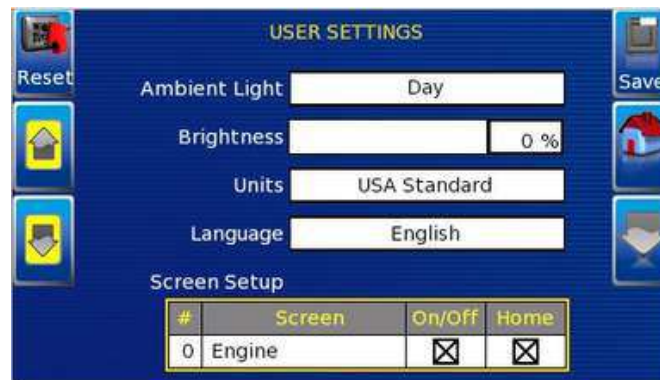 USER SETTINGS
Reset
Save
Ambient Light Day
Brightness 0 %
Units USA Standard
Language English
Screen Setup
# Screen On/Off Home
0 Engine